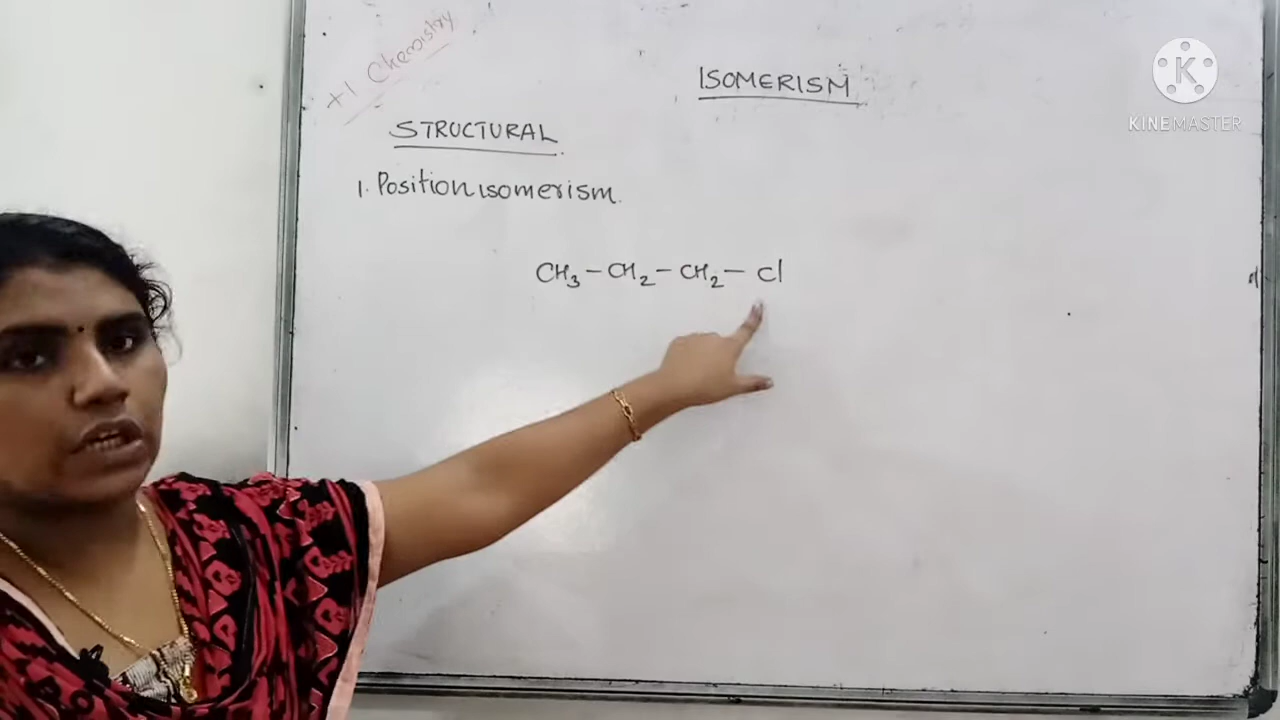 +1 Chemistry
ISOMERISM
K
KINEMASTER
STRUCTURAL
1. Position isomerism.
CH₃ – CH₂ – CH₂ – Cl